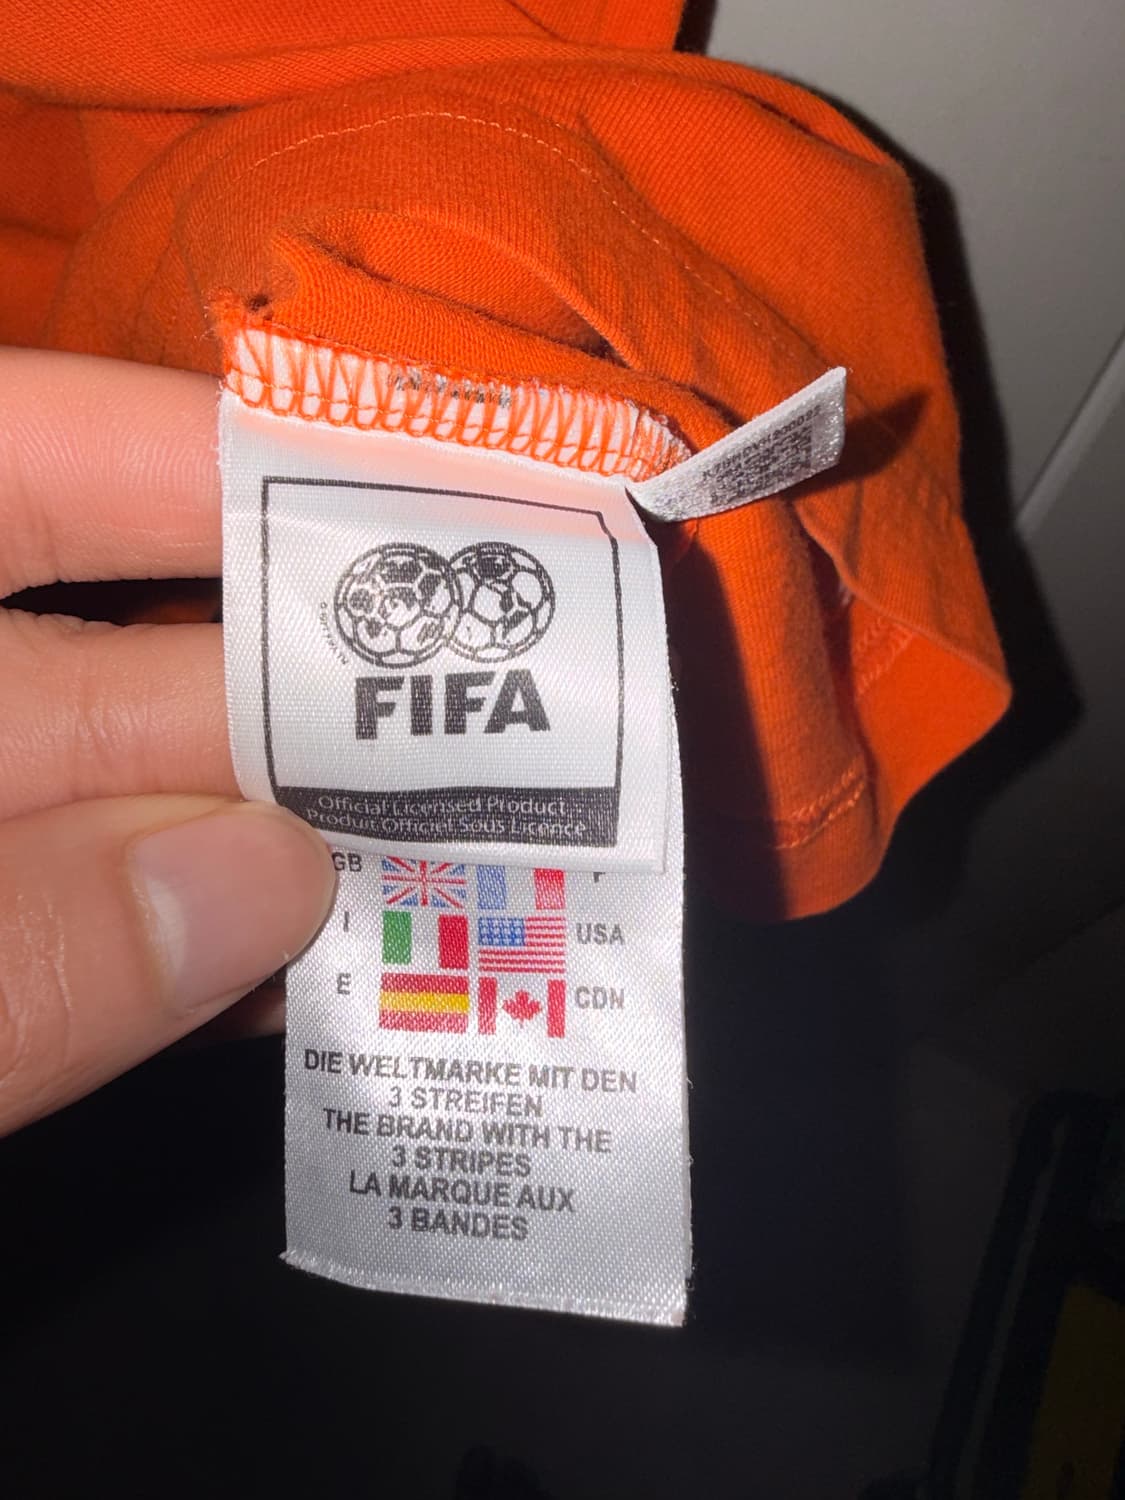 FIFA
Official Licensed Product
Produit Officiel Sous Licence
GB
F
I
USA
E
CDN
DIE WELTMARKE MIT DEN
3 STREIFEN
THE BRAND WITH THE
3 STRIPES
LA MARQUE AUX
3 BANDES